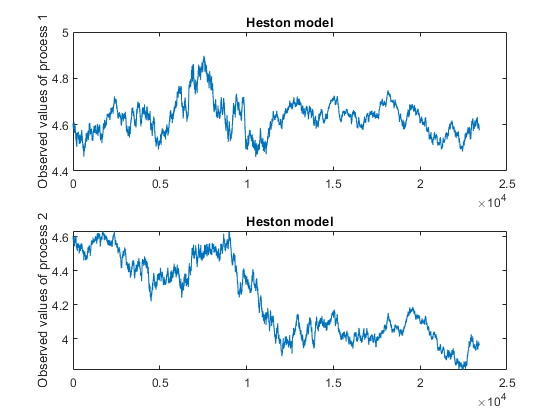 Heston model
Observed values of process 1
5
4.8
4.6
4.4
0 0.5 1 1.5 2 2.5
×10^4
Heston model
Observed values of process 2
4.6
4.4
4.2
4
0 0.5 1 1.5 2 2.5
×10^4